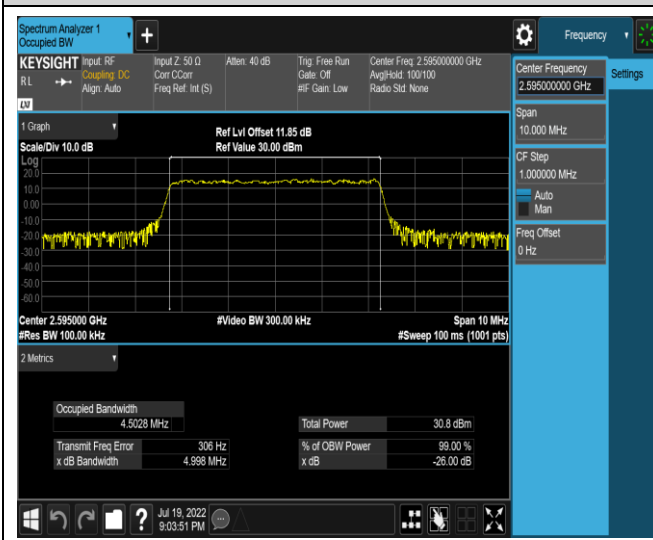 Spectrum Analyzer 1
Occupied BW
Frequency
KEYSIGHT
R L
LXI
Input: RF
Coupling: DC
Align: Auto
Input Z: 50 Ω
Corr CCorr
Freq Ref: Int (S)
Atten: 40 dB
Trig: Free Run
Gate: Off
#IF Gain: Low
Center Freq: 2.595000000 GHz
Avg|Hold: 100/100
Radio Std: None
Center Frequency
2.595000000 GHz
Settings
Span
10.000 MHz
CF Step
1.000000 MHz
Auto
Man
Freq Offset
0 Hz
1 Graph
Scale/Div 10.0 dB
Ref Lvl Offset 11.85 dB
Ref Value 30.00 dBm
Log
20.0
10.0
0.00
-10.0
-20.0
-30.0
-40.0
-50.0
-60.0
Center 2.595000 GHz
#Video BW 300.00 kHz
Span 10 MHz
#Res BW 100.00 kHz
#Sweep 100 ms (1001 pts)
2 Metrics
Occupied Bandwidth
4.5028 MHz
Total Power 30.8 dBm
Transmit Freq Error 306 Hz
% of OBW Power 99.00 %
x dB Bandwidth 4.998 MHz
x dB -26.00 dB
?
Jul 19, 2022
9:03:51 PM